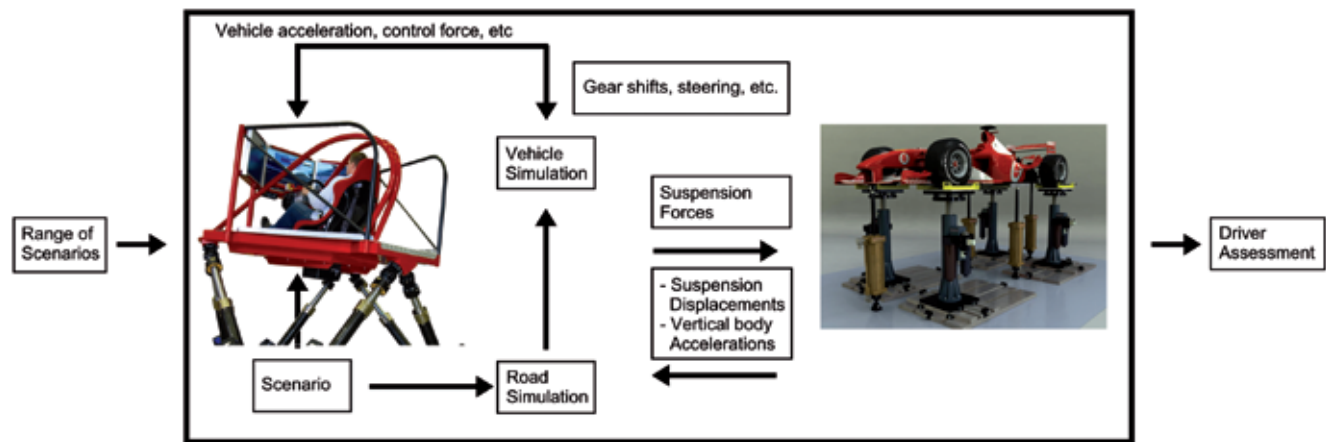 Vehicle acceleration, control force, etc
Gear shifts, steering, etc.
Vehicle
Simulation
Suspension
Forces
Range of
Scenarios
Driver
Assessment
- Suspension
Displacements
- Vertical body
Accelerations
Scenario
Road
Simulation